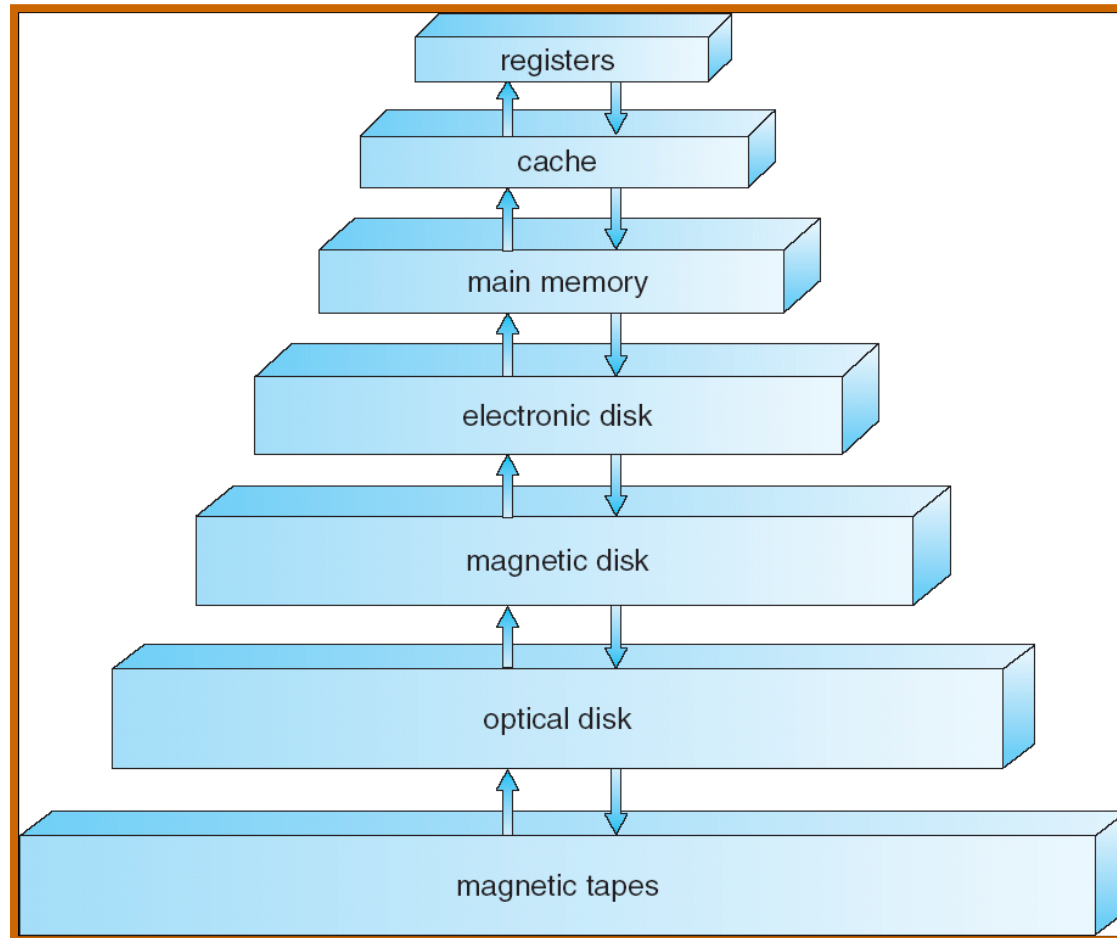 registers
cache
main memory
electronic disk
magnetic disk
optical disk
magnetic tapes